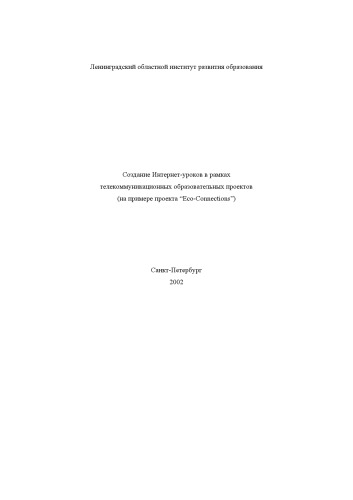 Ленинградский областной институт развития образования
Создание Интернет-уроков в рамках
телекоммуникационных образовательных проектов
(на примере проекта “Eco-Connections”)
Санкт-Петербург
2002